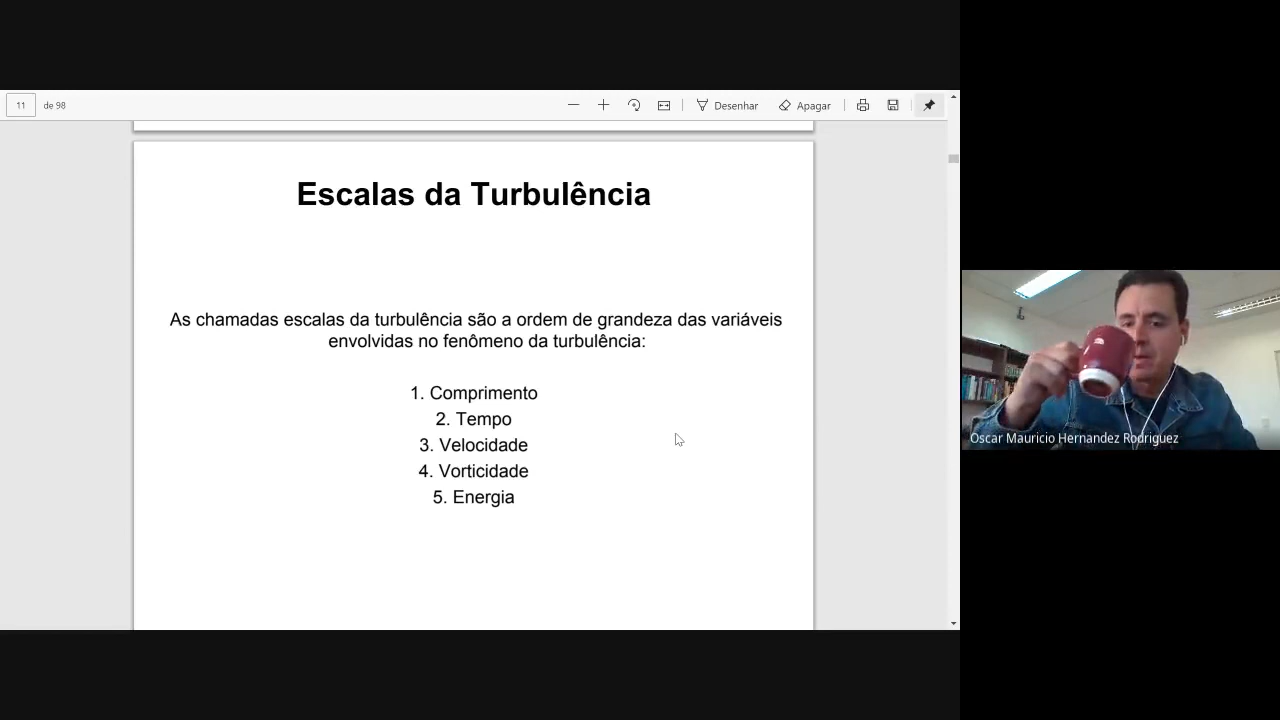 11 de 98
Desenhar
Apagar
Escalas da Turbulência
As chamadas escalas da turbulência são a ordem de grandeza das variáveis
envolvidas no fenômeno da turbulência:
1. Comprimento
2. Tempo
3. Velocidade
4. Vorticidade
5. Energia
Oscar Mauricio Hernandez Rodriguez